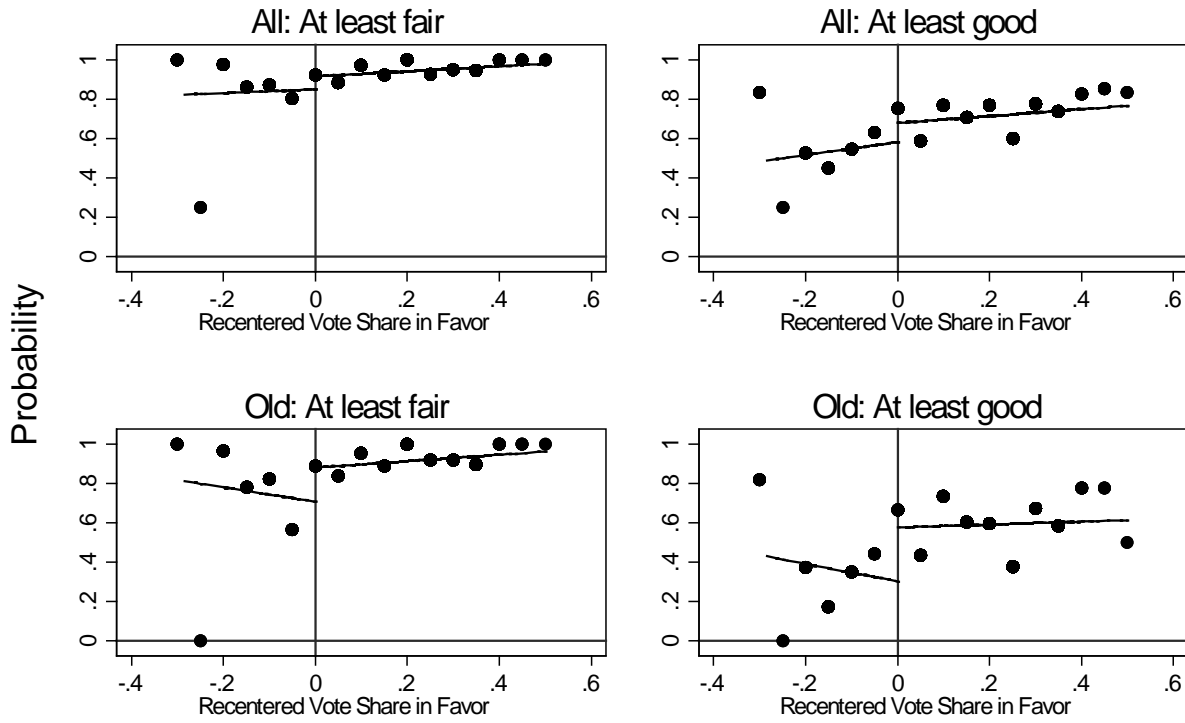 All: At least fair
0 .2 .4 .6 .8 1
-.4 -.2 0 .2 .4 .6
Recentered Vote Share in Favor
All: At least good
0 .2 .4 .6 .8 1
-.4 -.2 0 .2 .4 .6
Recentered Vote Share in Favor
Probability
Old: At least fair
0 .2 .4 .6 .8 1
-.4 -.2 0 .2 .4 .6
Recentered Vote Share in Favor
Old: At least good
0 .2 .4 .6 .8 1
-.4 -.2 0 .2 .4 .6
Recentered Vote Share in Favor